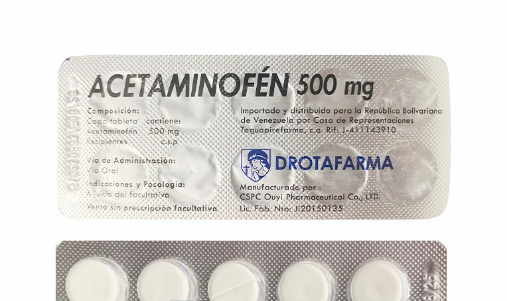 ACETAMINOFÉN 500 mg
Composición:
Cada tableta contiene:
Acetaminofén 500 mg
Excipientes c.s.p
Vía de Administración:
Vía Oral
Indicaciones y Posología:
A juicio del facultativo
Venta sin prescripción facultativa
Importado y distribuido para la República Bolivariana
de Venezuela por Casa de Representaciones
Tequapirefarma, c.a. Rif: J-411143910
DROTAFARMA
Manufacturado por:
CSPC Ouyi Pharmaceutical Co., LTD.
Lic. Fab. Nro: J.20150135